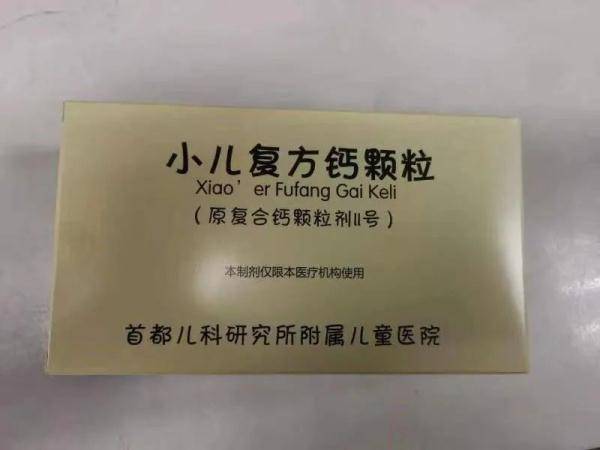 小儿复方钙颗粒
Xiao'er Fufang Gai Keli
（原复合钙颗粒剂II号）
本制剂仅限本医疗机构使用
首都儿科研究所附属儿童医院